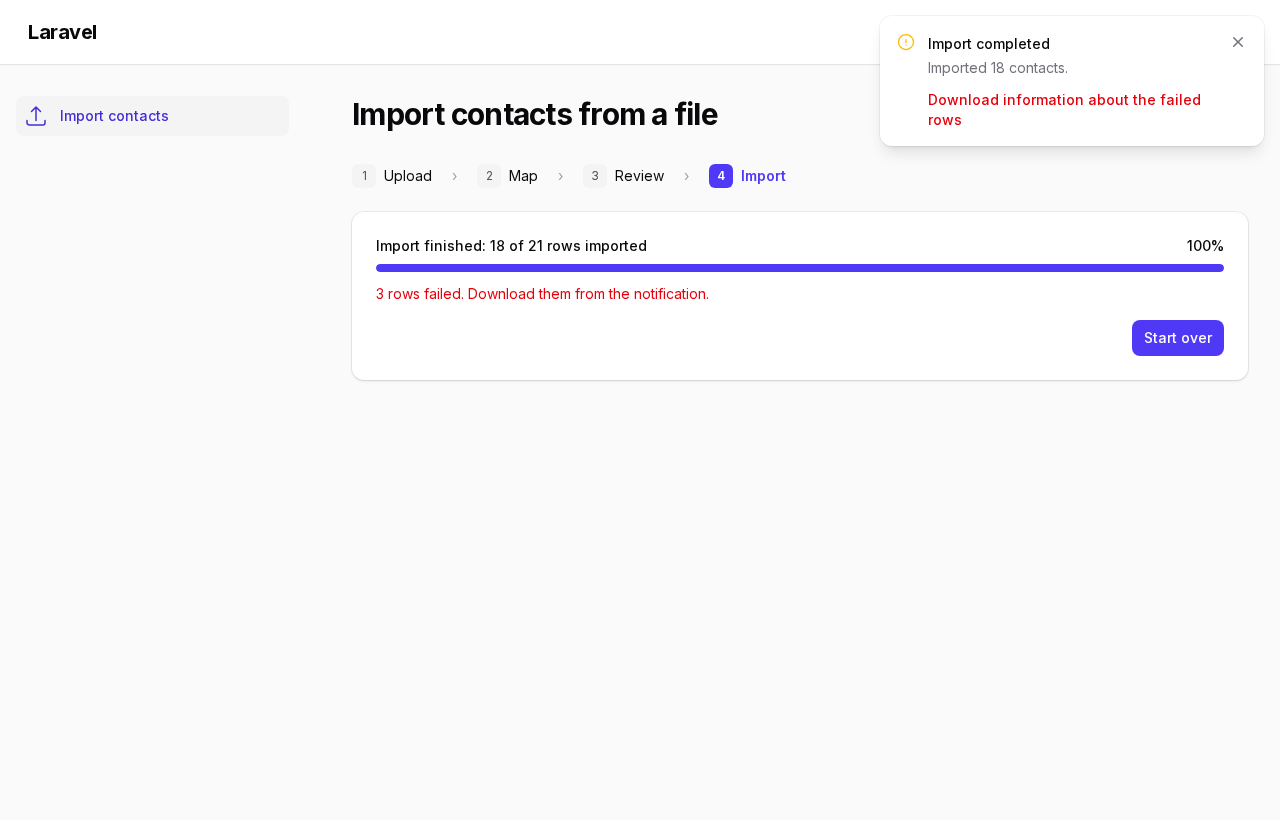 Laravel
Import completed
Imported 18 contacts.
Download information about the failed
rows
Import contacts
Import contacts from a file
1 Upload › 2 Map › 3 Review › 4 Import
Import finished: 18 of 21 rows imported 100%
3 rows failed. Download them from the notification.
Start over